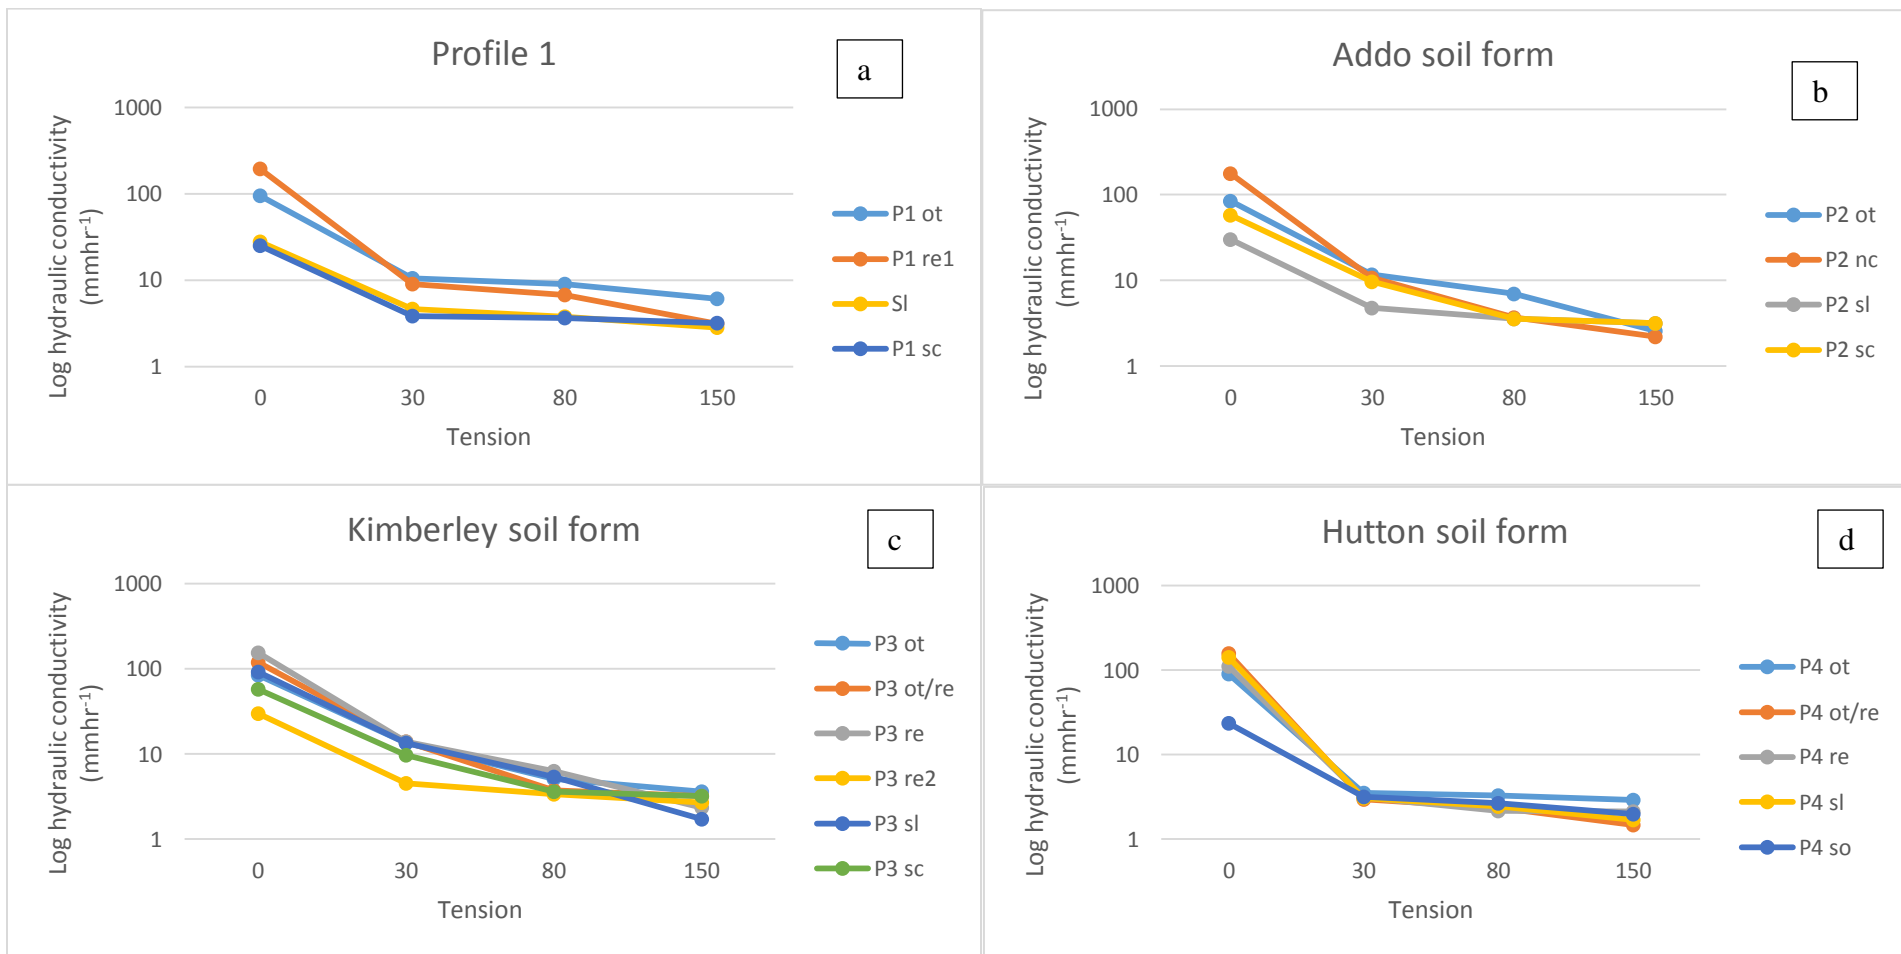 Profile 1
a
Log hydraulic conductivity
(mmhr⁻¹)
1000
100
10
1
0 30 80 150
Tension
P1 ot
P1 re1
Sl
P1 sc
Addo soil form
b
Log hydraulic conductivity
(mmhr⁻¹)
1000
100
10
1
0 30 80 150
Tension
P2 ot
P2 nc
P2 sl
P2 sc
Kimberley soil form
c
Log hydraulic conductivity
(mmhr⁻¹)
1000
100
10
1
0 30 80 150
Tension
P3 ot
P3 ot/re
P3 re
P3 re2
P3 sl
P3 sc
Hutton soil form
d
Log hydraulic conductivity
(mmhr⁻¹)
1000
100
10
1
0 30 80 150
Tension
P4 ot
P4 ot/re
P4 re
P4 sl
P4 so